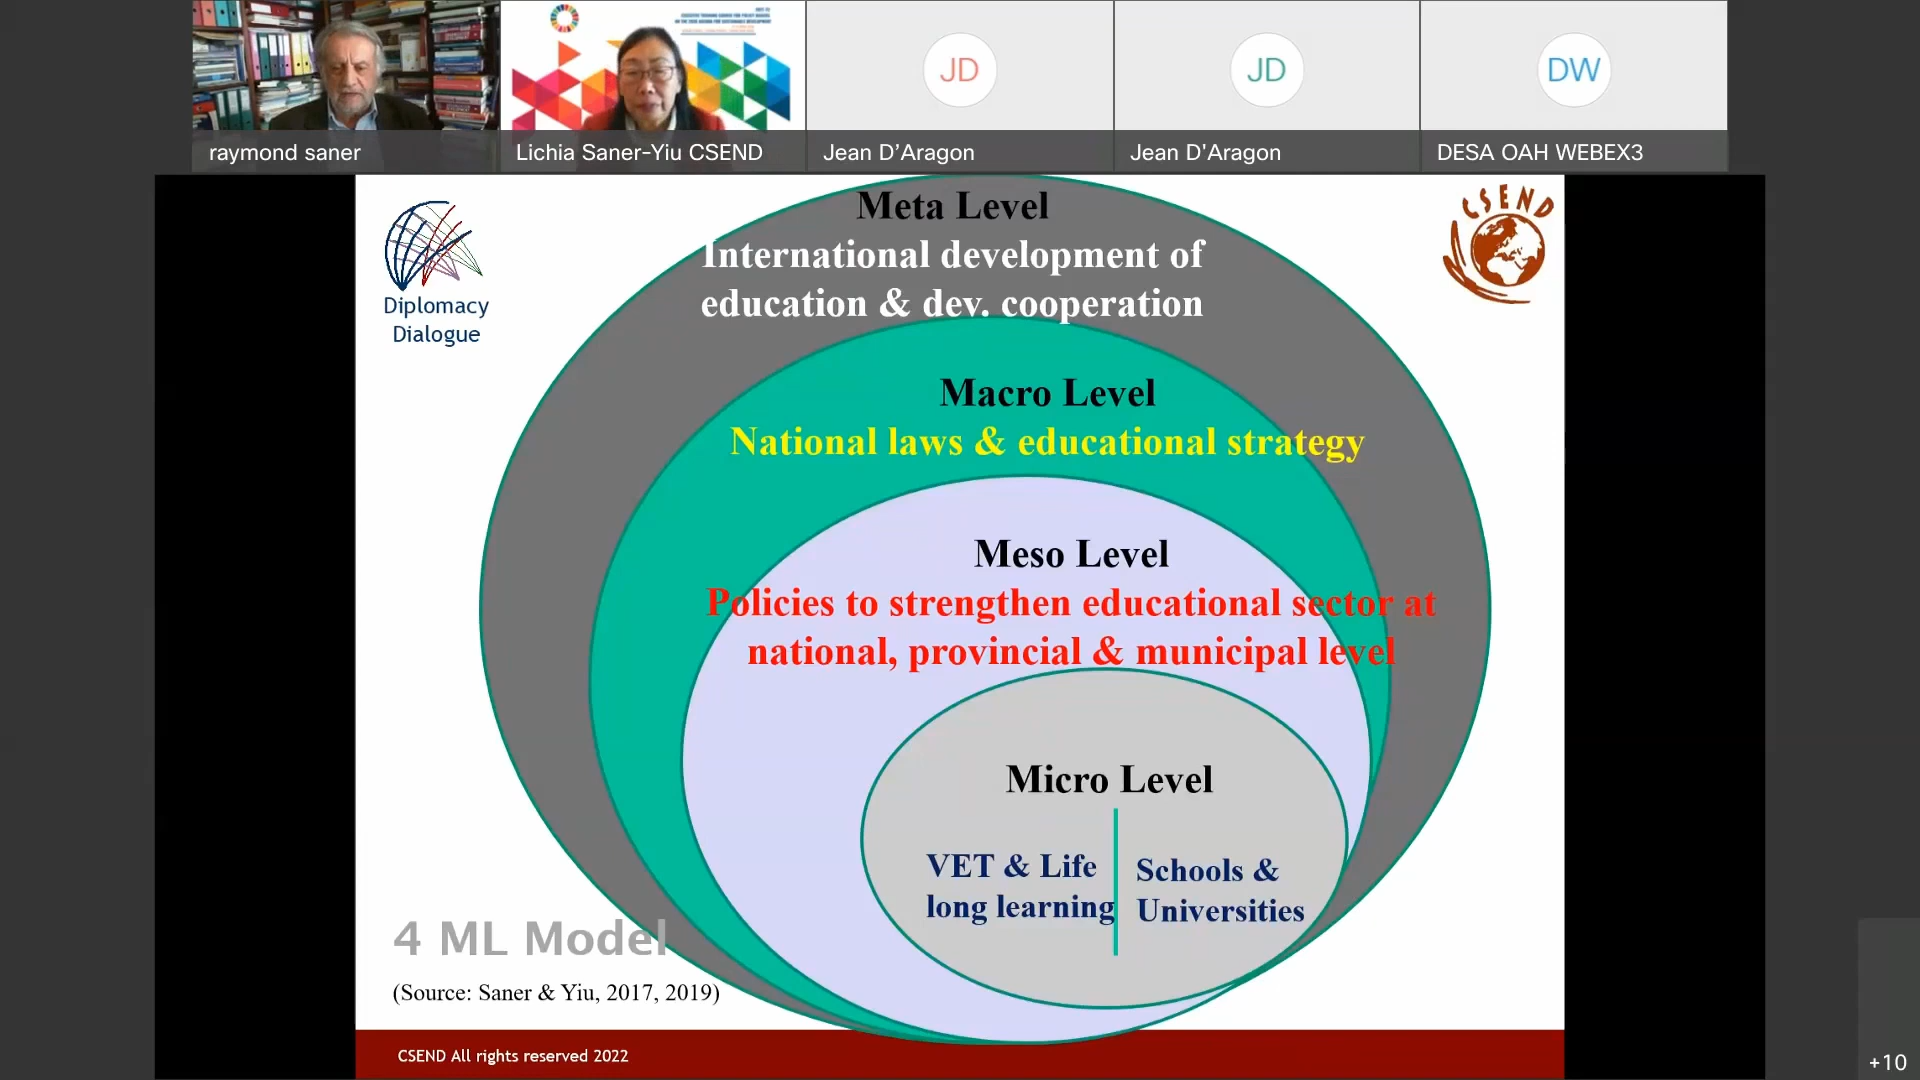 JD
JD
DW
raymond saner
Lichia Saner-Yiu CSEND
Jean D’Aragon
Jean D'Aragon
DESA OAH WEBEX3
Diplomacy
Dialogue
CSEND
Meta Level
International development of
education & dev. cooperation
Macro Level
National laws & educational strategy
Meso Level
Policies to strengthen educational sector at
national, provincial & municipal level
Micro Level
VET & Life
long learning
Schools &
Universities
4 ML Model
(Source: Saner & Yiu, 2017, 2019)
CSEND All rights reserved 2022
+10